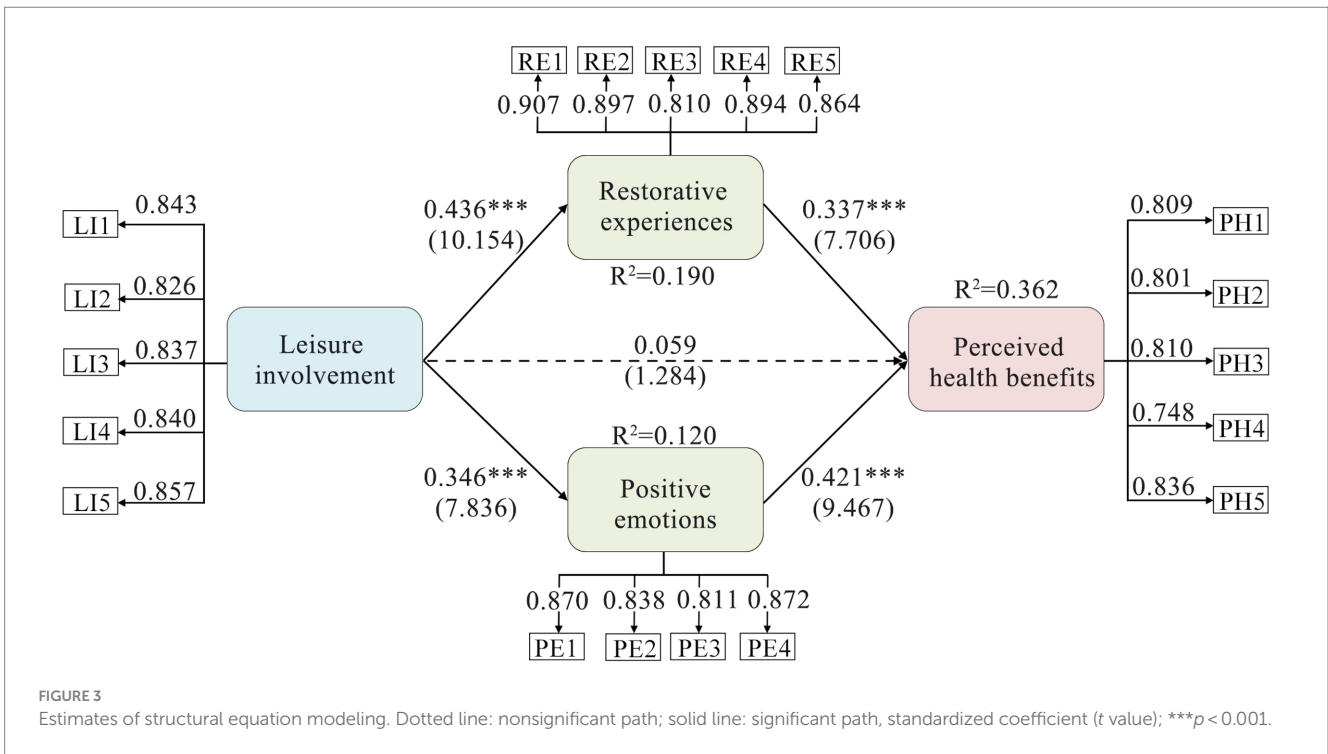 RE1 RE2 RE3 RE4 RE5
0.907 0.897 0.810 0.894 0.864
Restorative
experiences
R²=0.190
0.436***
(10.154)
0.337***
(7.706)
LI1 0.843
LI2 0.826
LI3 0.837
LI4 0.840
LI5 0.857
Leisure
involvement
0.059
(1.284)
R²=0.362
Perceived
health benefits
0.809 PH1
0.801 PH2
0.810 PH3
0.748 PH4
0.836 PH5
R²=0.120
0.346***
(7.836)
Positive
emotions
0.421***
(9.467)
0.870 0.838 0.811 0.872
PE1 PE2 PE3 PE4
FIGURE 3
Estimates of structural equation modeling. Dotted line: nonsignificant path; solid line: significant path, standardized coefficient (t value); ***p < 0.001.